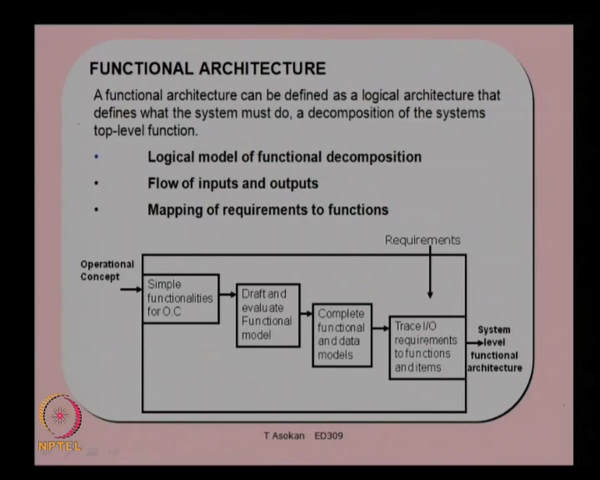 FUNCTIONAL ARCHITECTURE
A functional architecture can be defined as a logical architecture that
defines what the system must do, a decomposition of the systems
top-level function.
• Logical model of functional decomposition
• Flow of inputs and outputs
• Mapping of requirements to functions
Requirements
Operational
Concept
Simple
functionalities
for O.C
Draft and
evaluate
Functional
model
Complete
functional
and data
models
Trace I/O
requirements
to functions
and items
System
level
functional
architecture
NPTEL
T Asokan ED309